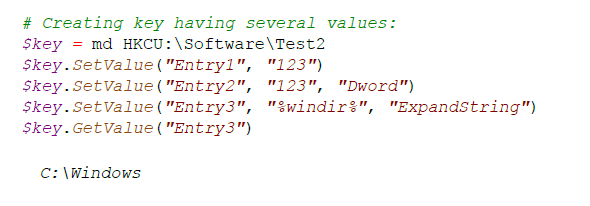 # Creating key having several values:
$key = md HKCU:\Software\Test2
$key.SetValue("Entry1", "123")
$key.SetValue("Entry2", "123", "Dword")
$key.SetValue("Entry3", "%windir%", "ExpandString")
$key.GetValue("Entry3")
C:\Windows